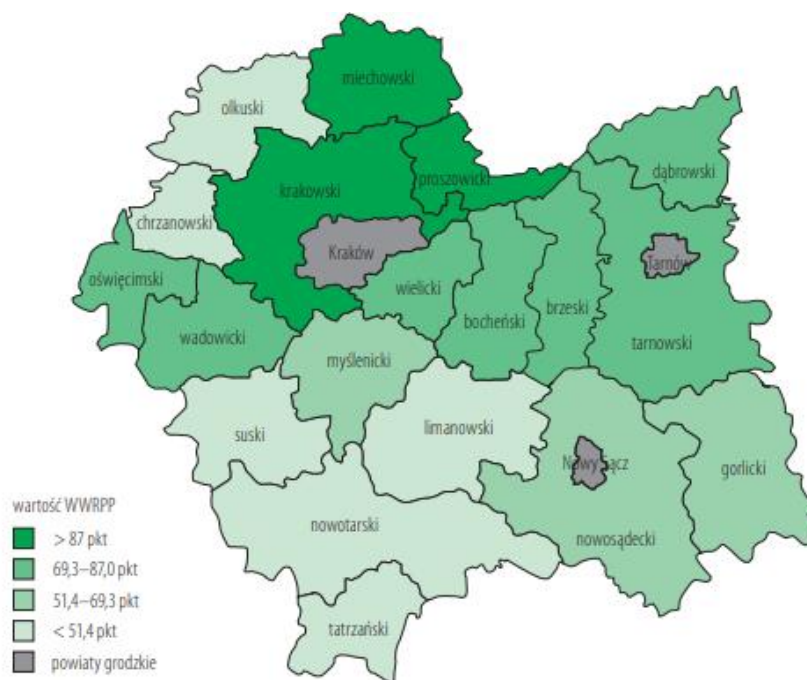 miechowski
olkuski
proszowicki
dąbrowski
krakowski
chrzanowski
Kraków
Tarnów
oświęcimski
wielicki
brzeski
bocheński
wadowicki
tarnowski
myślenicki
suski
limanowski
Nowy Sącz
gorlicki
nowotarski
nowosądecki
tatrzański
wartość WWRPP
> 87 pkt
69,3–87,0 pkt
51,4–69,3 pkt
< 51,4 pkt
powiaty grodzkie